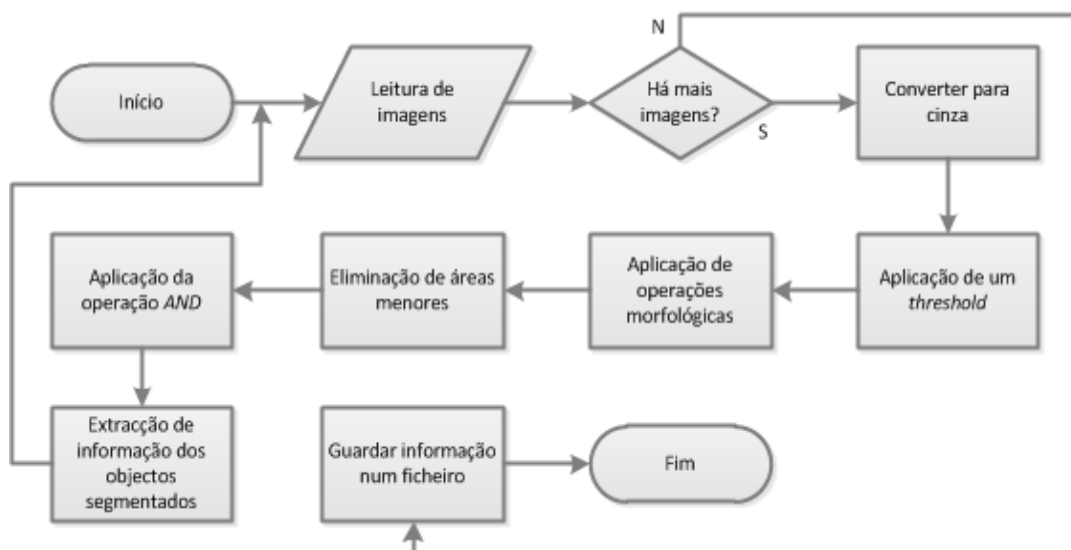 Início
Leitura de
imagens
N
Há mais
imagens?
S
Converter para
cinza
Aplicação de um
threshold
Aplicação de
operações
morfológicas
Eliminação de áreas
menores
Aplicação da
operação AND
Extracção de
informação dos
objectos
segmentados
Guardar informação
num ficheiro
Fim